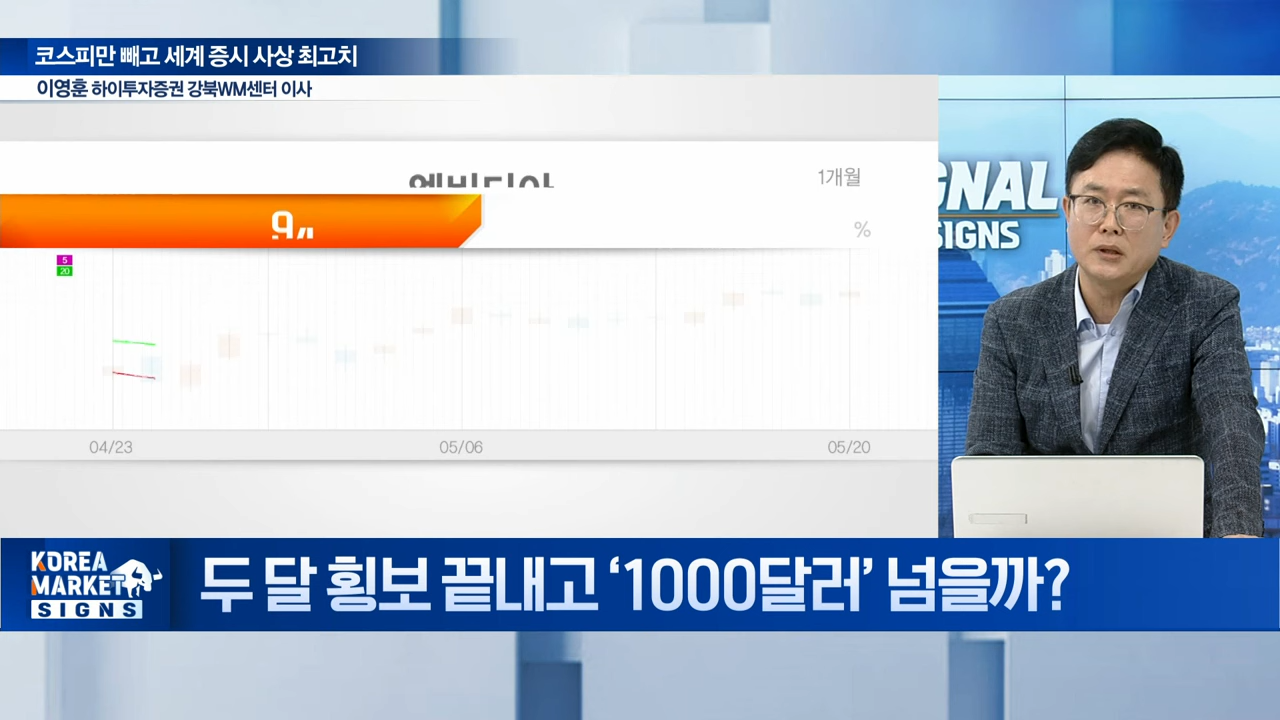 코스피만 빼고 세계 증시 사상 최고치
이영훈 하이투자증권 강북WM센터 이사
1개월
%
5
20
04/23
05/06
05/20
GNAL
SIGNS
KOREA
MARKET
SIGNS
두 달 횡보 끝내고 ‘1000달러’ 넘을까?